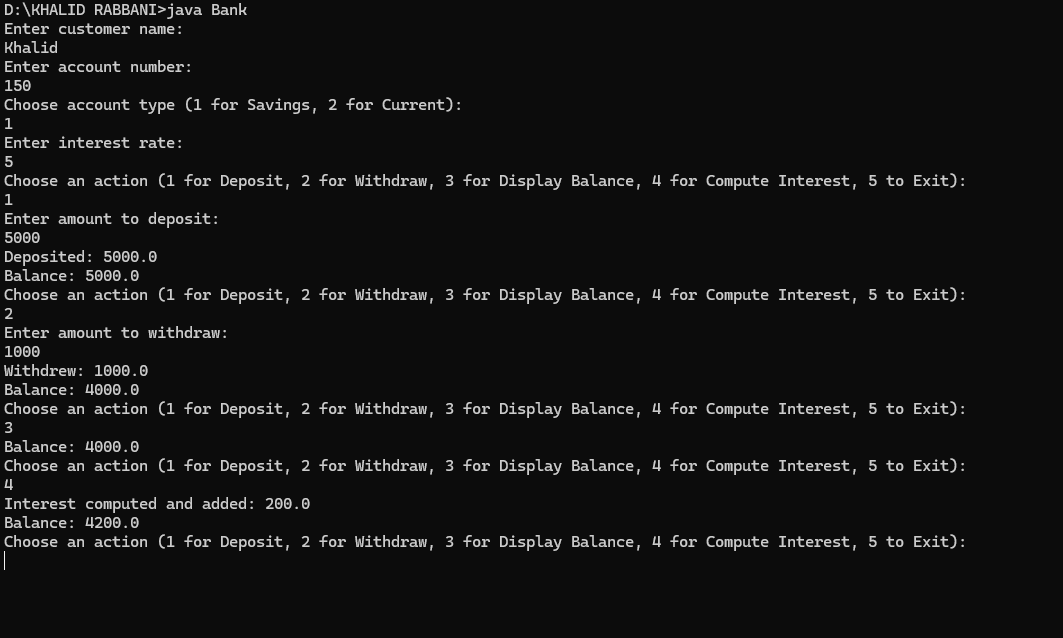 D:\KHALID RABBANI>java Bank
Enter customer name:
Khalid
Enter account number:
150
Choose account type (1 for Savings, 2 for Current):
1
Enter interest rate:
5
Choose an action (1 for Deposit, 2 for Withdraw, 3 for Display Balance, 4 for Compute Interest, 5 to Exit):
1
Enter amount to deposit:
5000
Deposited: 5000.0
Balance: 5000.0
Choose an action (1 for Deposit, 2 for Withdraw, 3 for Display Balance, 4 for Compute Interest, 5 to Exit):
2
Enter amount to withdraw:
1000
Withdrew: 1000.0
Balance: 4000.0
Choose an action (1 for Deposit, 2 for Withdraw, 3 for Display Balance, 4 for Compute Interest, 5 to Exit):
3
Balance: 4000.0
Choose an action (1 for Deposit, 2 for Withdraw, 3 for Display Balance, 4 for Compute Interest, 5 to Exit):
4
Interest computed and added: 200.0
Balance: 4200.0
Choose an action (1 for Deposit, 2 for Withdraw, 3 for Display Balance, 4 for Compute Interest, 5 to Exit):